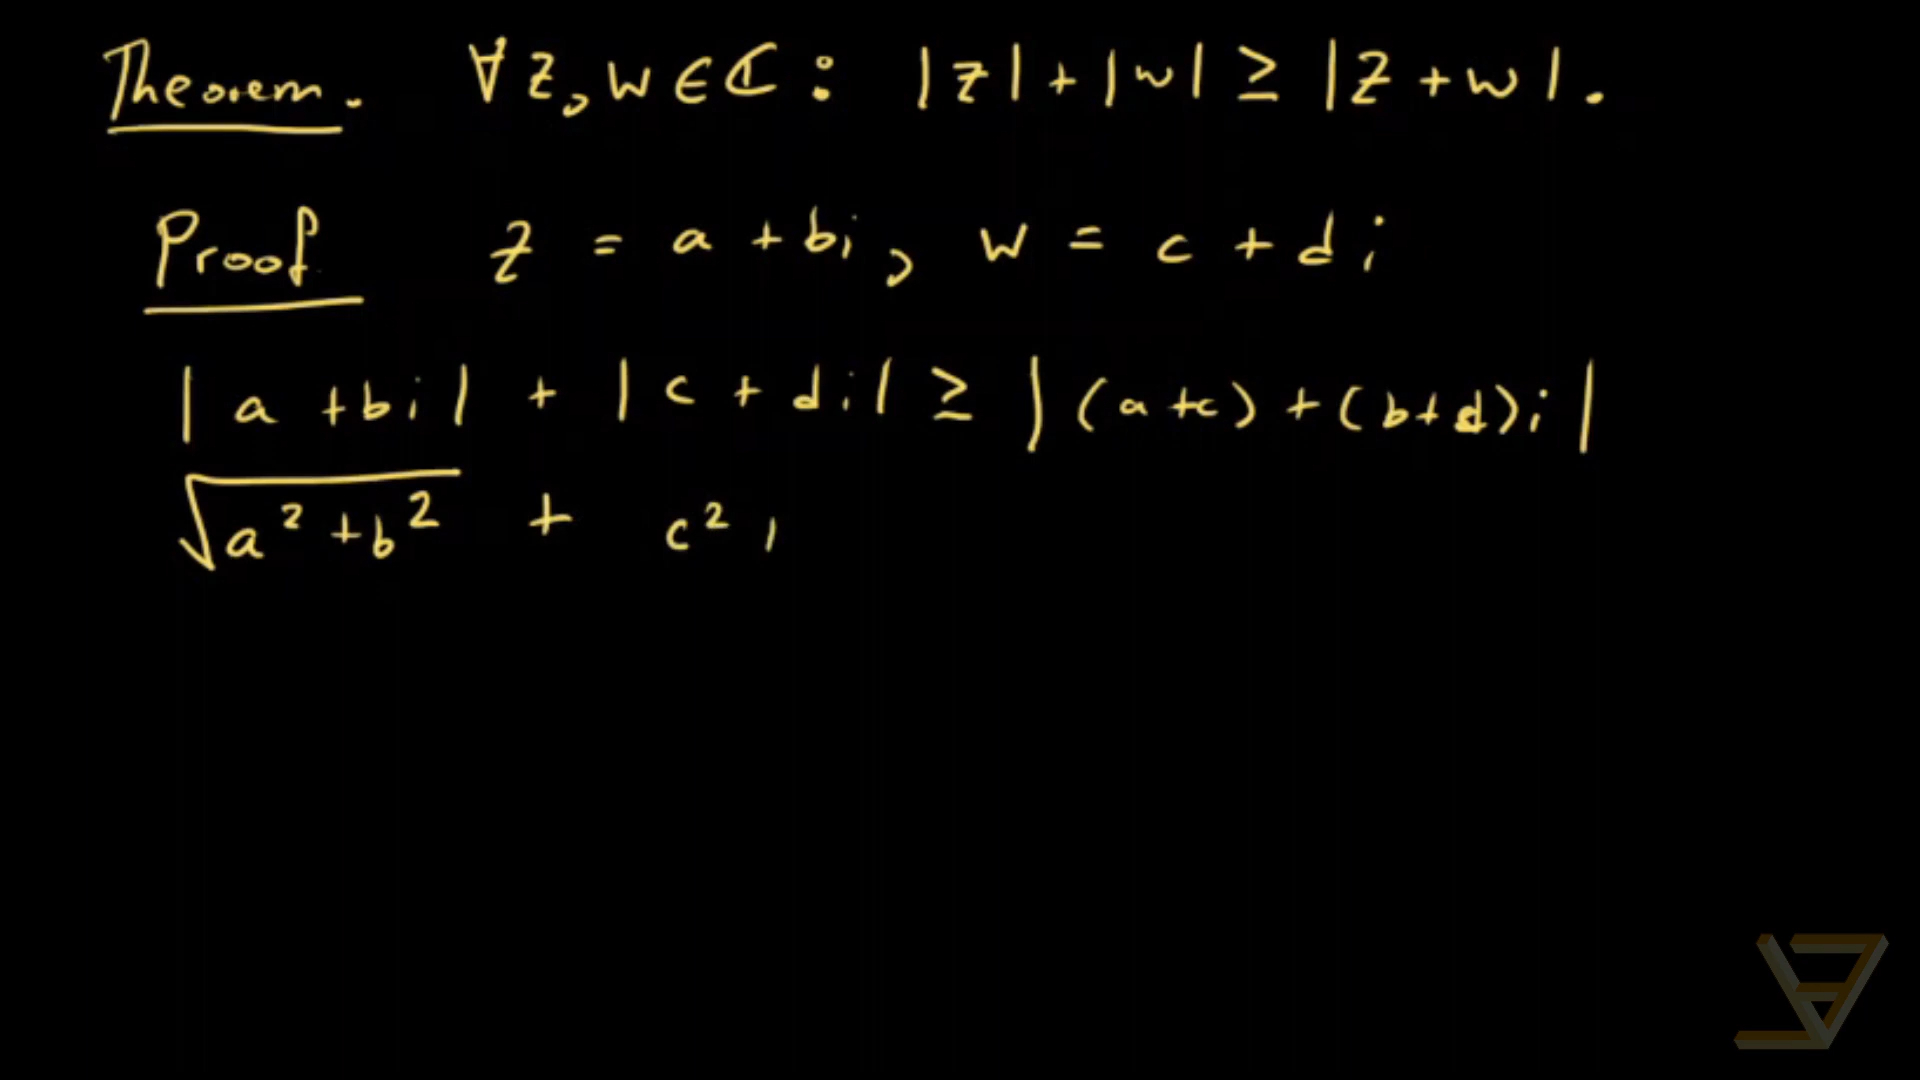 Theorem. ∀ z, w ∈ ℂ : |z| + |w| ≥ |z + w|.
Proof z = a + bi, w = c + di
|a + bi| + |c + di| ≥ |(a+c) + (b+d)i|
√(a² + b²) + c²